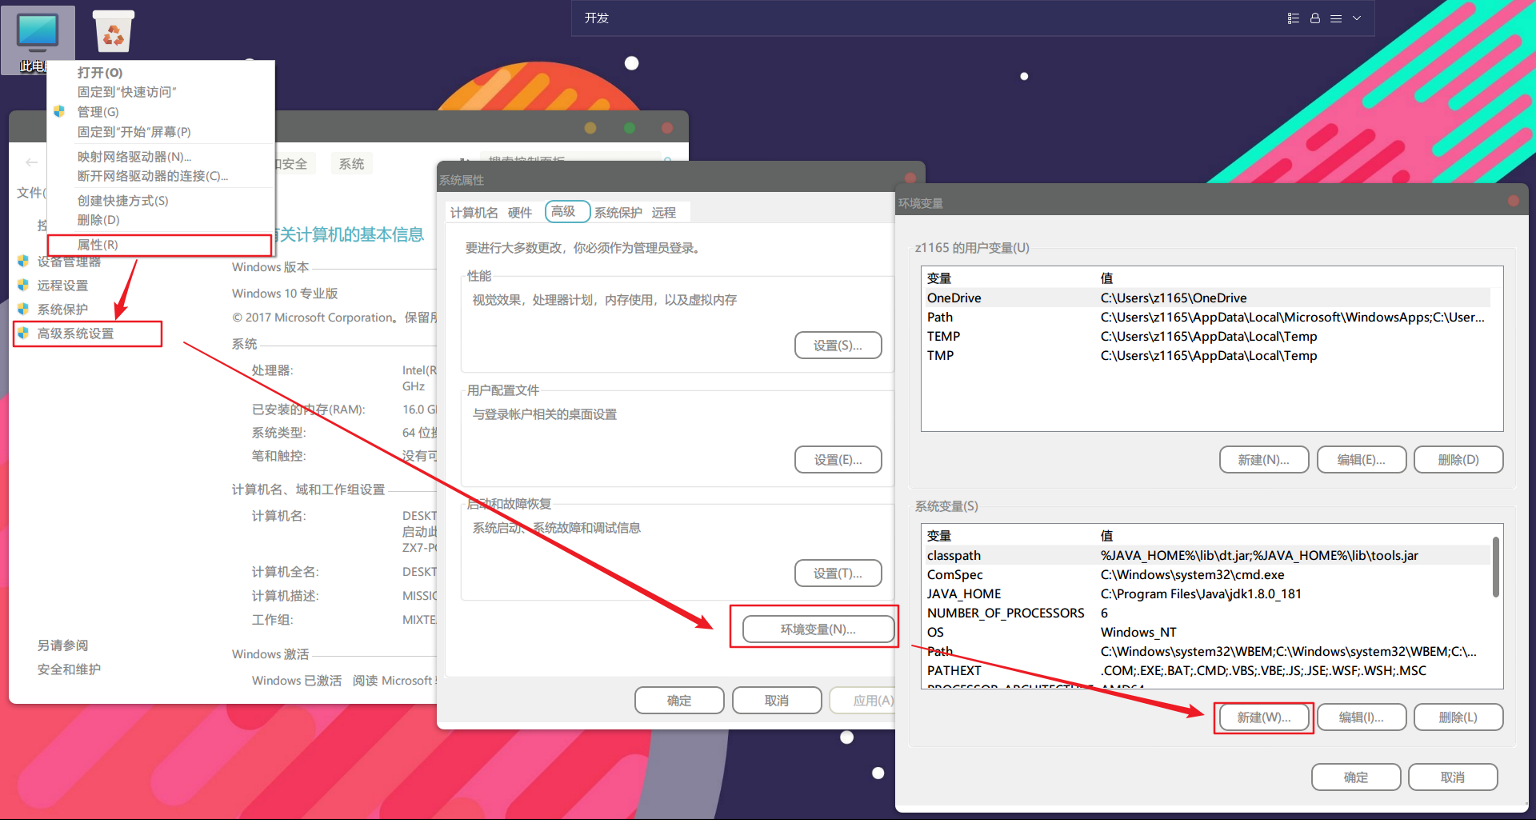 开发
此电
打开(O)
固定到"快速访问"
管理(G)
固定到"开始"屏幕(P)
映射网络驱动器(N)...
断开网络驱动器的连接(C)...
创建快捷方式(S)
删除(D)
属性(R)
和安全
系统
文件(
设备管理器
远程设置
系统保护
高级系统设置
另请参阅
安全和维护
关计算机的基本信息
Windows 版本
Windows 10 专业版
© 2017 Microsoft Corporation。保留所
系统
处理器:
Intel(R
GHz
已安装的内存(RAM):
16.0 G
系统类型:
64 位操
笔和触控:
没有可
计算机名、域和工作组设置
计算机名:
DESKT
启动此
ZX7-P
计算机全名:
DESKT
计算机描述:
MISSI
工作组:
MIXTE
Windows 激活
Windows 已激活 阅读 Microsoft
系统属性
计算机名 硬件 高级 系统保护 远程
要进行大多数更改，你必须作为管理员登录。
性能
视觉效果，处理器计划，内存使用，以及虚拟内存
设置(S)...
用户配置文件
与登录帐户相关的桌面设置
设置(E)...
启动和故障恢复
系统启动、系统故障和调试信息
设置(T)...
环境变量(N)...
确定
取消
应用(A)
环境变量
z1165 的用户变量(U)
变量 值
OneDrive C:\Users\z1165\OneDrive
Path C:\Users\z1165\AppData\Local\Microsoft\WindowsApps;C:\User...
TEMP C:\Users\z1165\AppData\Local\Temp
TMP C:\Users\z1165\AppData\Local\Temp
新建(N)... 编辑(E)... 删除(D)
系统变量(S)
变量 值
classpath %JAVA_HOME%\lib\dt.jar;%JAVA_HOME%\lib\tools.jar
ComSpec C:\Windows\system32\cmd.exe
JAVA_HOME C:\Program Files\Java\jdk1.8.0_181
NUMBER_OF_PROCESSORS 6
OS Windows_NT
Path C:\Windows\system32\WBEM;C:\Windows\system32\WBEM;C:\...
PATHEXT .COM;.EXE;.BAT;.CMD;.VBS;.VBE;.JS;.JSE;.WSF;.WSH;.MSC
PROCESSOR_ARCHITECTURE AMD64
新建(W)... 编辑(I)... 删除(L)
确定 取消